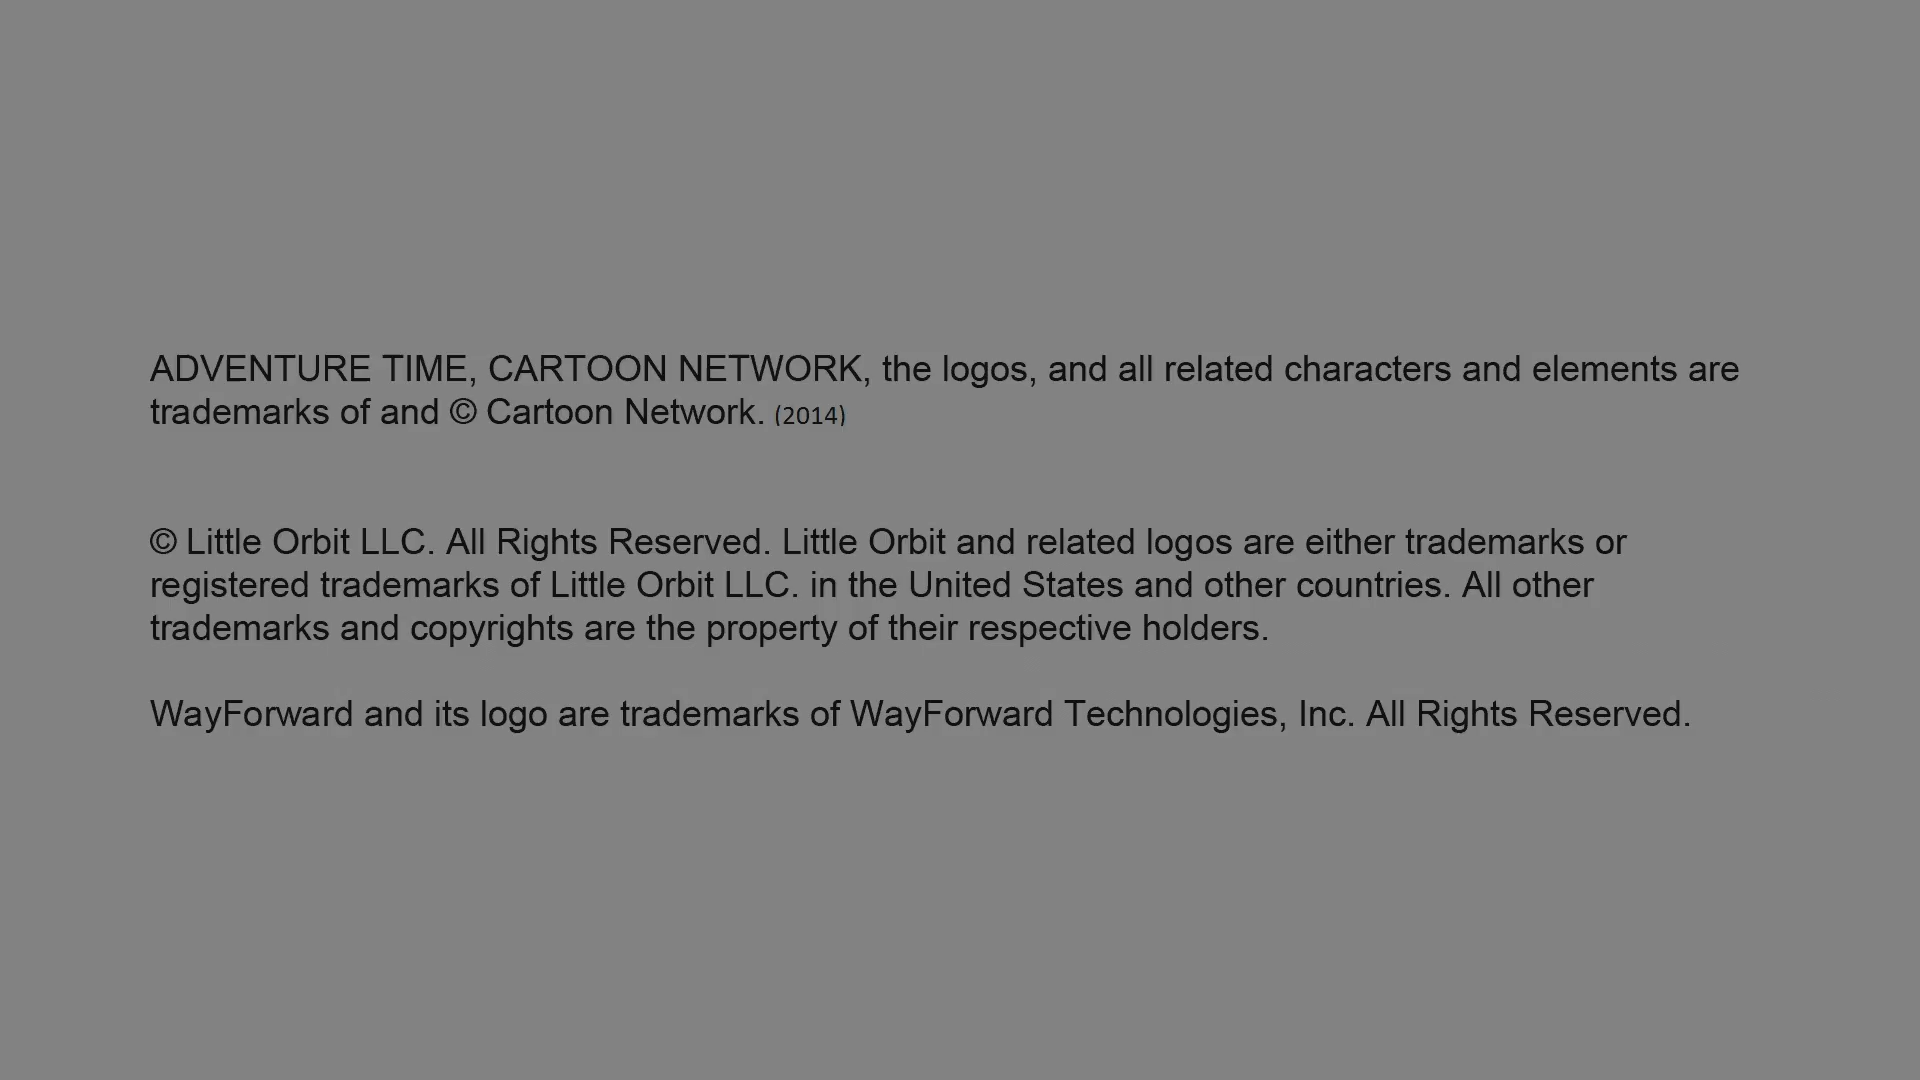 ADVENTURE TIME, CARTOON NETWORK, the logos, and all related characters and elements are
trademarks of and © Cartoon Network. (2014)
© Little Orbit LLC. All Rights Reserved. Little Orbit and related logos are either trademarks or
registered trademarks of Little Orbit LLC. in the United States and other countries. All other
trademarks and copyrights are the property of their respective holders.
WayForward and its logo are trademarks of WayForward Technologies, Inc. All Rights Reserved.